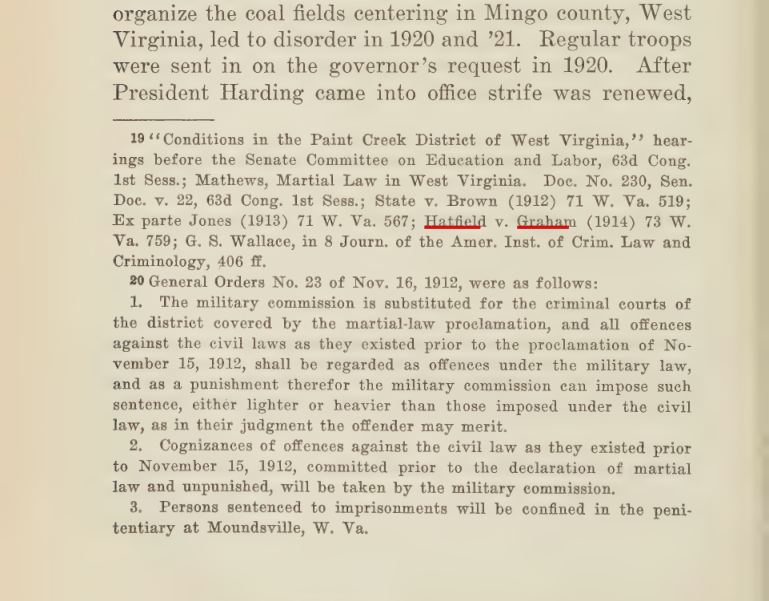 organize the coal fields centering in Mingo county, West
Virginia, led to disorder in 1920 and '21. Regular troops
were sent in on the governor's request in 1920. After
President Harding came into office strife was renewed,
19 "Conditions in the Paint Creek District of West Virginia," hear-
ings before the Senate Committee on Education and Labor, 63d Cong.
1st Sess.; Mathews, Martial Law in West Virginia. Doc. No. 230, Sen.
Doc. v. 22, 63d Cong. 1st Sess.; State v. Brown (1912) 71 W. Va. 519;
Ex parte Jones (1913) 71 W. Va. 567; Hatfield v. Graham (1914) 73 W.
Va. 759; G. S. Wallace, in 8 Journ. of the Amer. Inst. of Crim. Law and
Criminology, 406 ff.
20 General Orders No. 23 of Nov. 16, 1912, were as follows:
1. The military commission is substituted for the criminal courts of
the district covered by the martial-law proclamation, and all offences
against the civil laws as they existed prior to the proclamation of No-
vember 15, 1912, shall be regarded as offences under the military law,
and as a punishment therefor the military commission can impose such
sentence, either lighter or heavier than those imposed under the civil
law, as in their judgment the offender may merit.
2. Cognizances of offences against the civil law as they existed prior
to November 15, 1912, committed prior to the declaration of martial
law and unpunished, will be taken by the military commission.
3. Persons sentenced to imprisonments will be confined in the peni-
tentiary at Moundsville, W. Va.